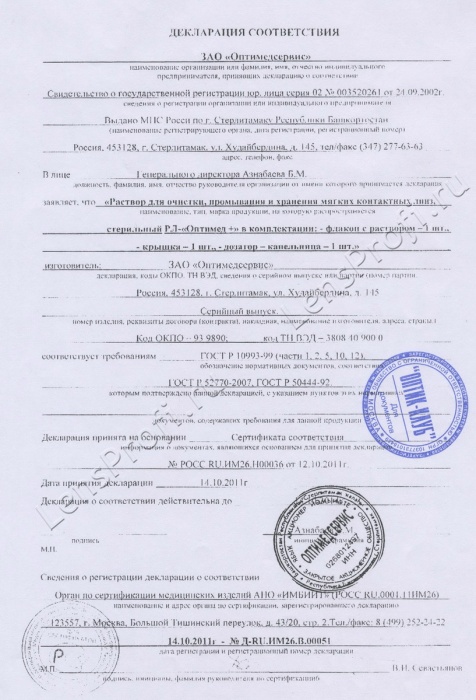 ДЕКЛАРАЦИЯ СООТВЕТСТВИЯ
ЗАО «Оптимедсервис»
наименование организации или фамилия, имя, отчество индивидуального
предпринимателя, принявших декларацию о соответствии
Свидетельство о государственной регистрации юр. лица серия 02 № 003520261 от 24.09.2002г.
сведения о регистрации организации или индивидуального предпринимателя
Выдано МНС Росси по г. Стерлитамаку Республики Башкортостан
(наименование регистрирующего органа, дата регистрации, регистрационный номер)
Россия, 453128, г. Стерлитамак, ул. Худайбердина, д. 145, тел/факс (347) 277-63-63
адрес, телефон, факс
В лице Генерального директора Азнабаева Б.М.
должность, фамилия, имя, отчество руководителя организации от имени которого принимается декларация
заявляет, что «Раствор для очистки, промывания и хранения мягких контактных линз,
наименование, тип, марка продукции, на которую распространяется
стерильный РЛ-«Оптимед +» в комплектации: - флакон с раствором – 1 шт.,
- крышка – 1 шт., - дозатор – капельница – 1 шт.»
изготовитель: ЗАО «Оптимедсервис»
декларация, коды ОКПО, ТН ВЭД, сведения о серийном выпуске или партии (номер партии
Россия, 453128, г. Стерлитамак, ул. Худайбердина, д. 145
Серийный выпуск.
номер изделия, реквизиты договора (контракта), накладная, наименование изготовителя, адреса, страны)
Код ОКПО – 93 9890; код ТН ВЭД – 3808 40 900 0
соответствует требованиям ГОСТ Р 10993-99 (части 1, 2, 5, 10, 12),
обозначение нормативных документов, соответствие
ГОСТ Р 52770-2007, ГОСТ Р 50444-92
которым подтверждено данной декларацией, с указанием пунктов этих нормативных
документов, содержащих требования для данной продукции
"ОПТИК-КЛУБ"
Для документов
Декларация принята на основании Сертификата соответствия
информация о документах, являющихся основанием для принятия декларации
№ РОСС RU.ИМ26.Н00036 от 12.10.2011г.
Дата принятия декларации 14.10.2011г
Декларация о соответствии действительна до
Азнабаев М
подпись
М.П.
ОПТИМЕДСЕРВИС
ИНН
Сведения о регистрации декларации о соответствии
Орган по сертификации медицинских изделий АНО «ИМБИИТ» (РОСС RU.0001.11ИМ26)
наименование и адрес органа по сертификации, зарегистрировавшего декларацию
123557, г. Москва, Большой Тишинский переулок, д. 43/20, стр. 2.Тел./факс: 8 (499) 252-24-22
14.10.2011г - № Д-RU.ИМ26.В.00051
дата регистрации и регистрационный номер декларации
М.П. В.И. Севастьянов
подпись, инициалы, фамилия руководителя органа по сертификации
LensProfi.ru